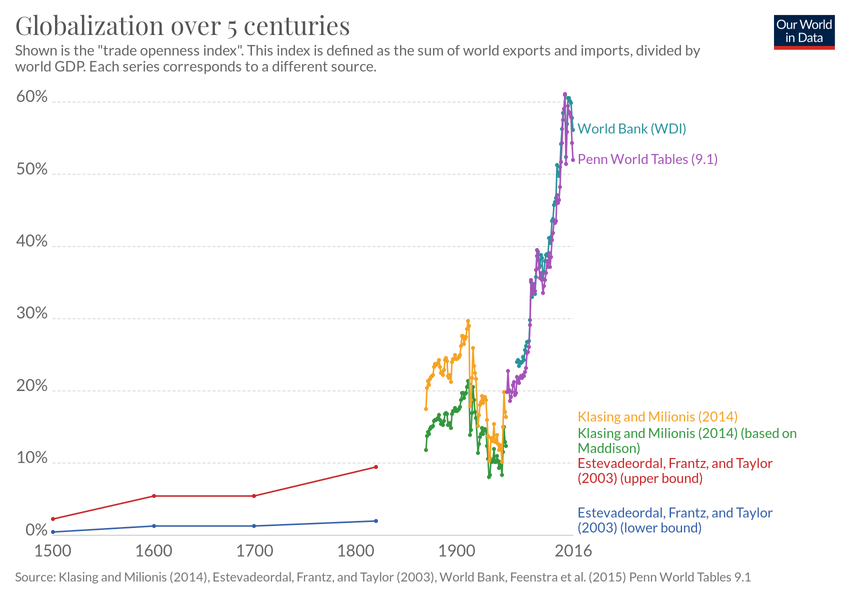 Globalization over 5 centuries
Our World
in Data
Shown is the "trade openness index". This index is defined as the sum of world exports and imports, divided by
world GDP. Each series corresponds to a different source.
60%
World Bank (WDI)
Penn World Tables (9.1)
50%
40%
30%
20%
Klasing and Milionis (2014)
Klasing and Milionis (2014) (based on
Maddison)
10%
Estevadeordal, Frantz, and Taylor
(2003) (upper bound)
Estevadeordal, Frantz, and Taylor
(2003) (lower bound)
0%
1500 1600 1700 1800 1900 2016
Source: Klasing and Milionis (2014), Estevadeordal, Frantz, and Taylor (2003), World Bank, Feenstra et al. (2015) Penn World Tables 9.1